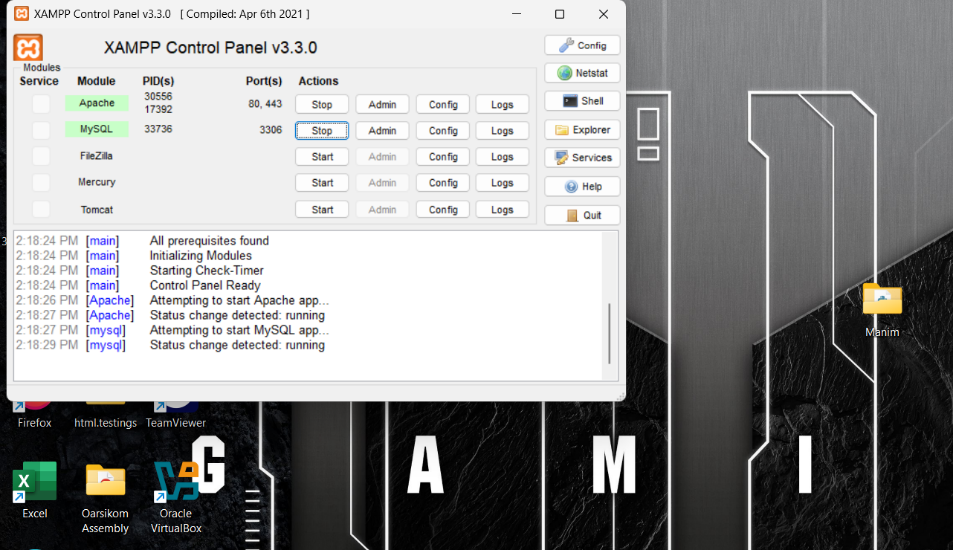 XAMPP Control Panel v3.3.0 [ Compiled: Apr 6th 2021 ]
XAMPP Control Panel v3.3.0
Config
Modules
Service Module PID(s) Port(s) Actions
Netstat
Apache 30556 17392 80, 443 Stop Admin Config Logs
Shell
MySQL 33736 3306 Stop Admin Config Logs
Explorer
FileZilla Start Admin Config Logs
Services
Mercury Start Admin Config Logs
Help
Tomcat Start Admin Config Logs
Quit
2:18:24 PM [main] All prerequisites found
2:18:24 PM [main] Initializing Modules
2:18:24 PM [main] Starting Check-Timer
2:18:24 PM [main] Control Panel Ready
2:18:26 PM [Apache] Attempting to start Apache app...
2:18:27 PM [Apache] Status change detected: running
2:18:27 PM [mysql] Attempting to start MySQL app...
2:18:29 PM [mysql] Status change detected: running
Manim
Firefox html.testings TeamViewer
G A M I
Excel Oarsikom Assembly Oracle VirtualBox